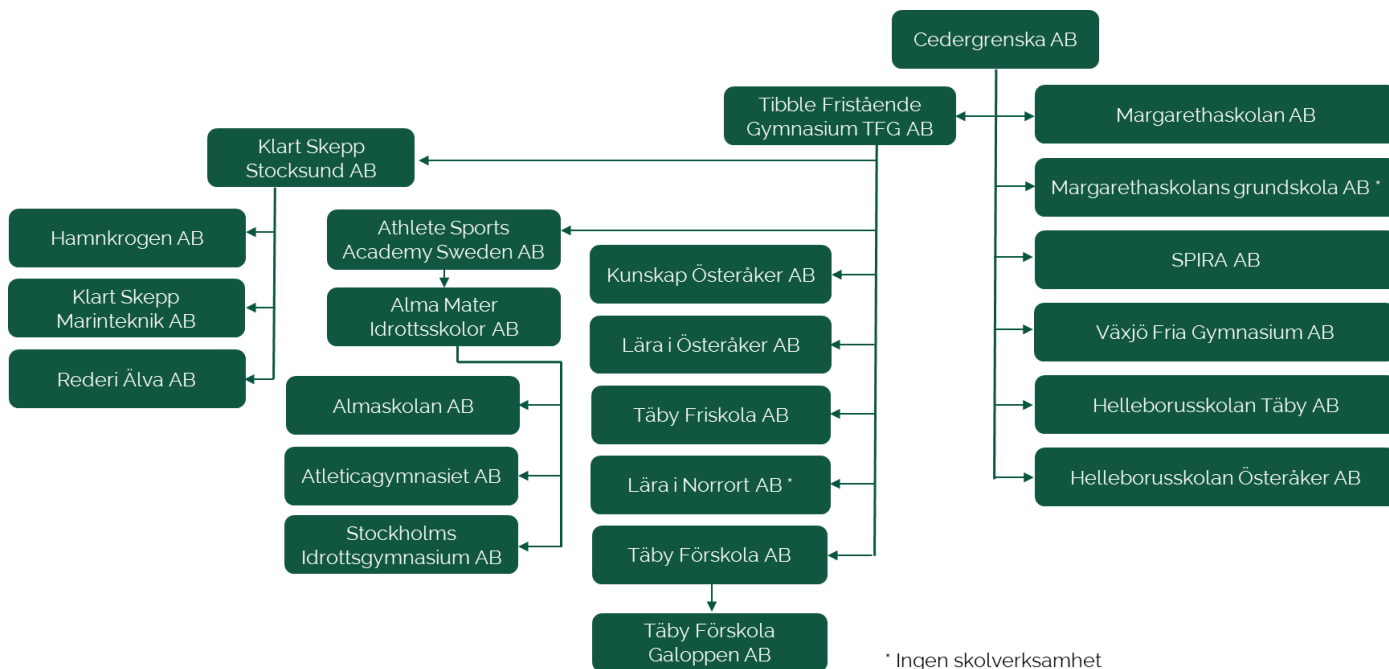 Cedergrenska AB
Tibble Fristående
Gymnasium TFG AB
Margarethaskolan AB
Klart Skepp
Stocksund AB
Margarethaskolans grundskola AB *
Hamnkrogen AB
Athlete Sports
Academy Sweden AB
Kunskap Österåker AB
SPIRA AB
Klart Skepp
Marinteknik AB
Alma Mater
Idrottsskolor AB
Lära i Österåker AB
Växjö Fria Gymnasium AB
Rederi Älva AB
Almaskolan AB
Täby Friskola AB
Helleborusskolan Täby AB
Atleticagymnasiet AB
Lära i Norrort AB *
Helleborusskolan Österåker AB
Stockholms
Idrottsgymnasium AB
Täby Förskola AB
Täby Förskola
Galoppen AB
* Ingen skolverksamhet